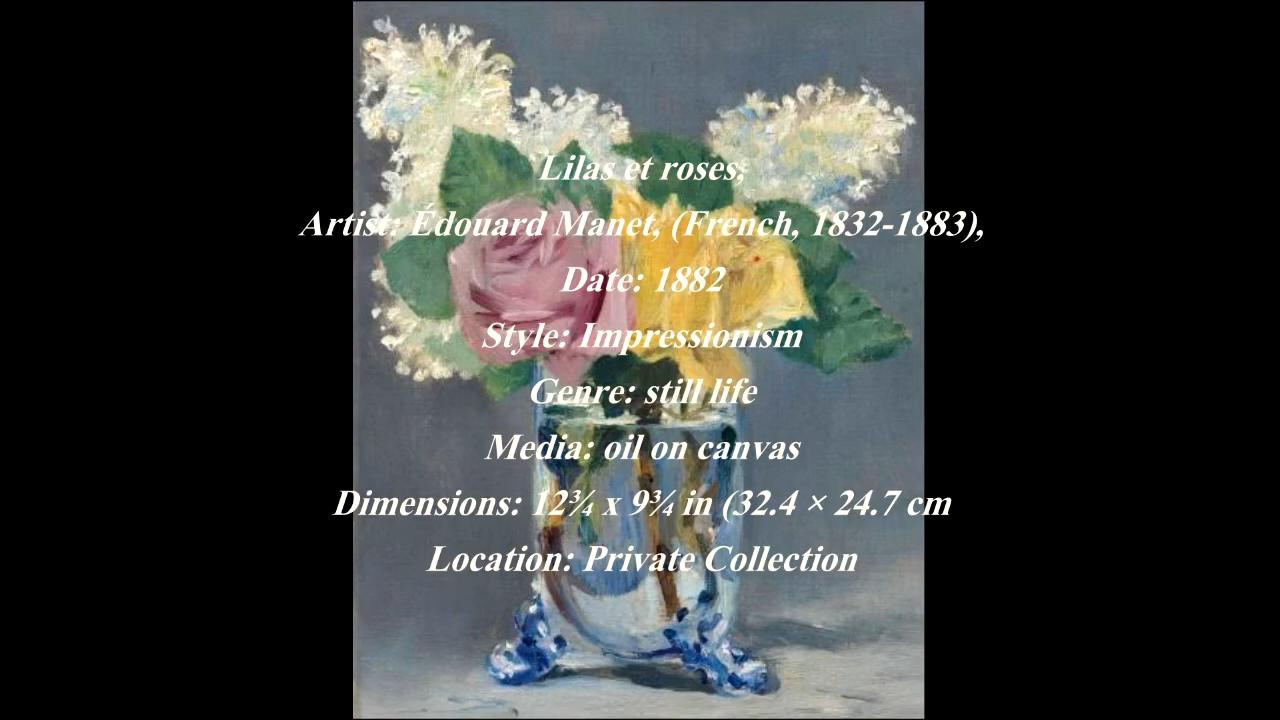 Lilas et roses,
Artist: Édouard Manet, (French, 1832-1883),
Date: 1882
Style: Impressionism
Genre: still life
Media: oil on canvas
Dimensions: 12¾ x 9¾ in (32.4 × 24.7 cm
Location: Private Collection